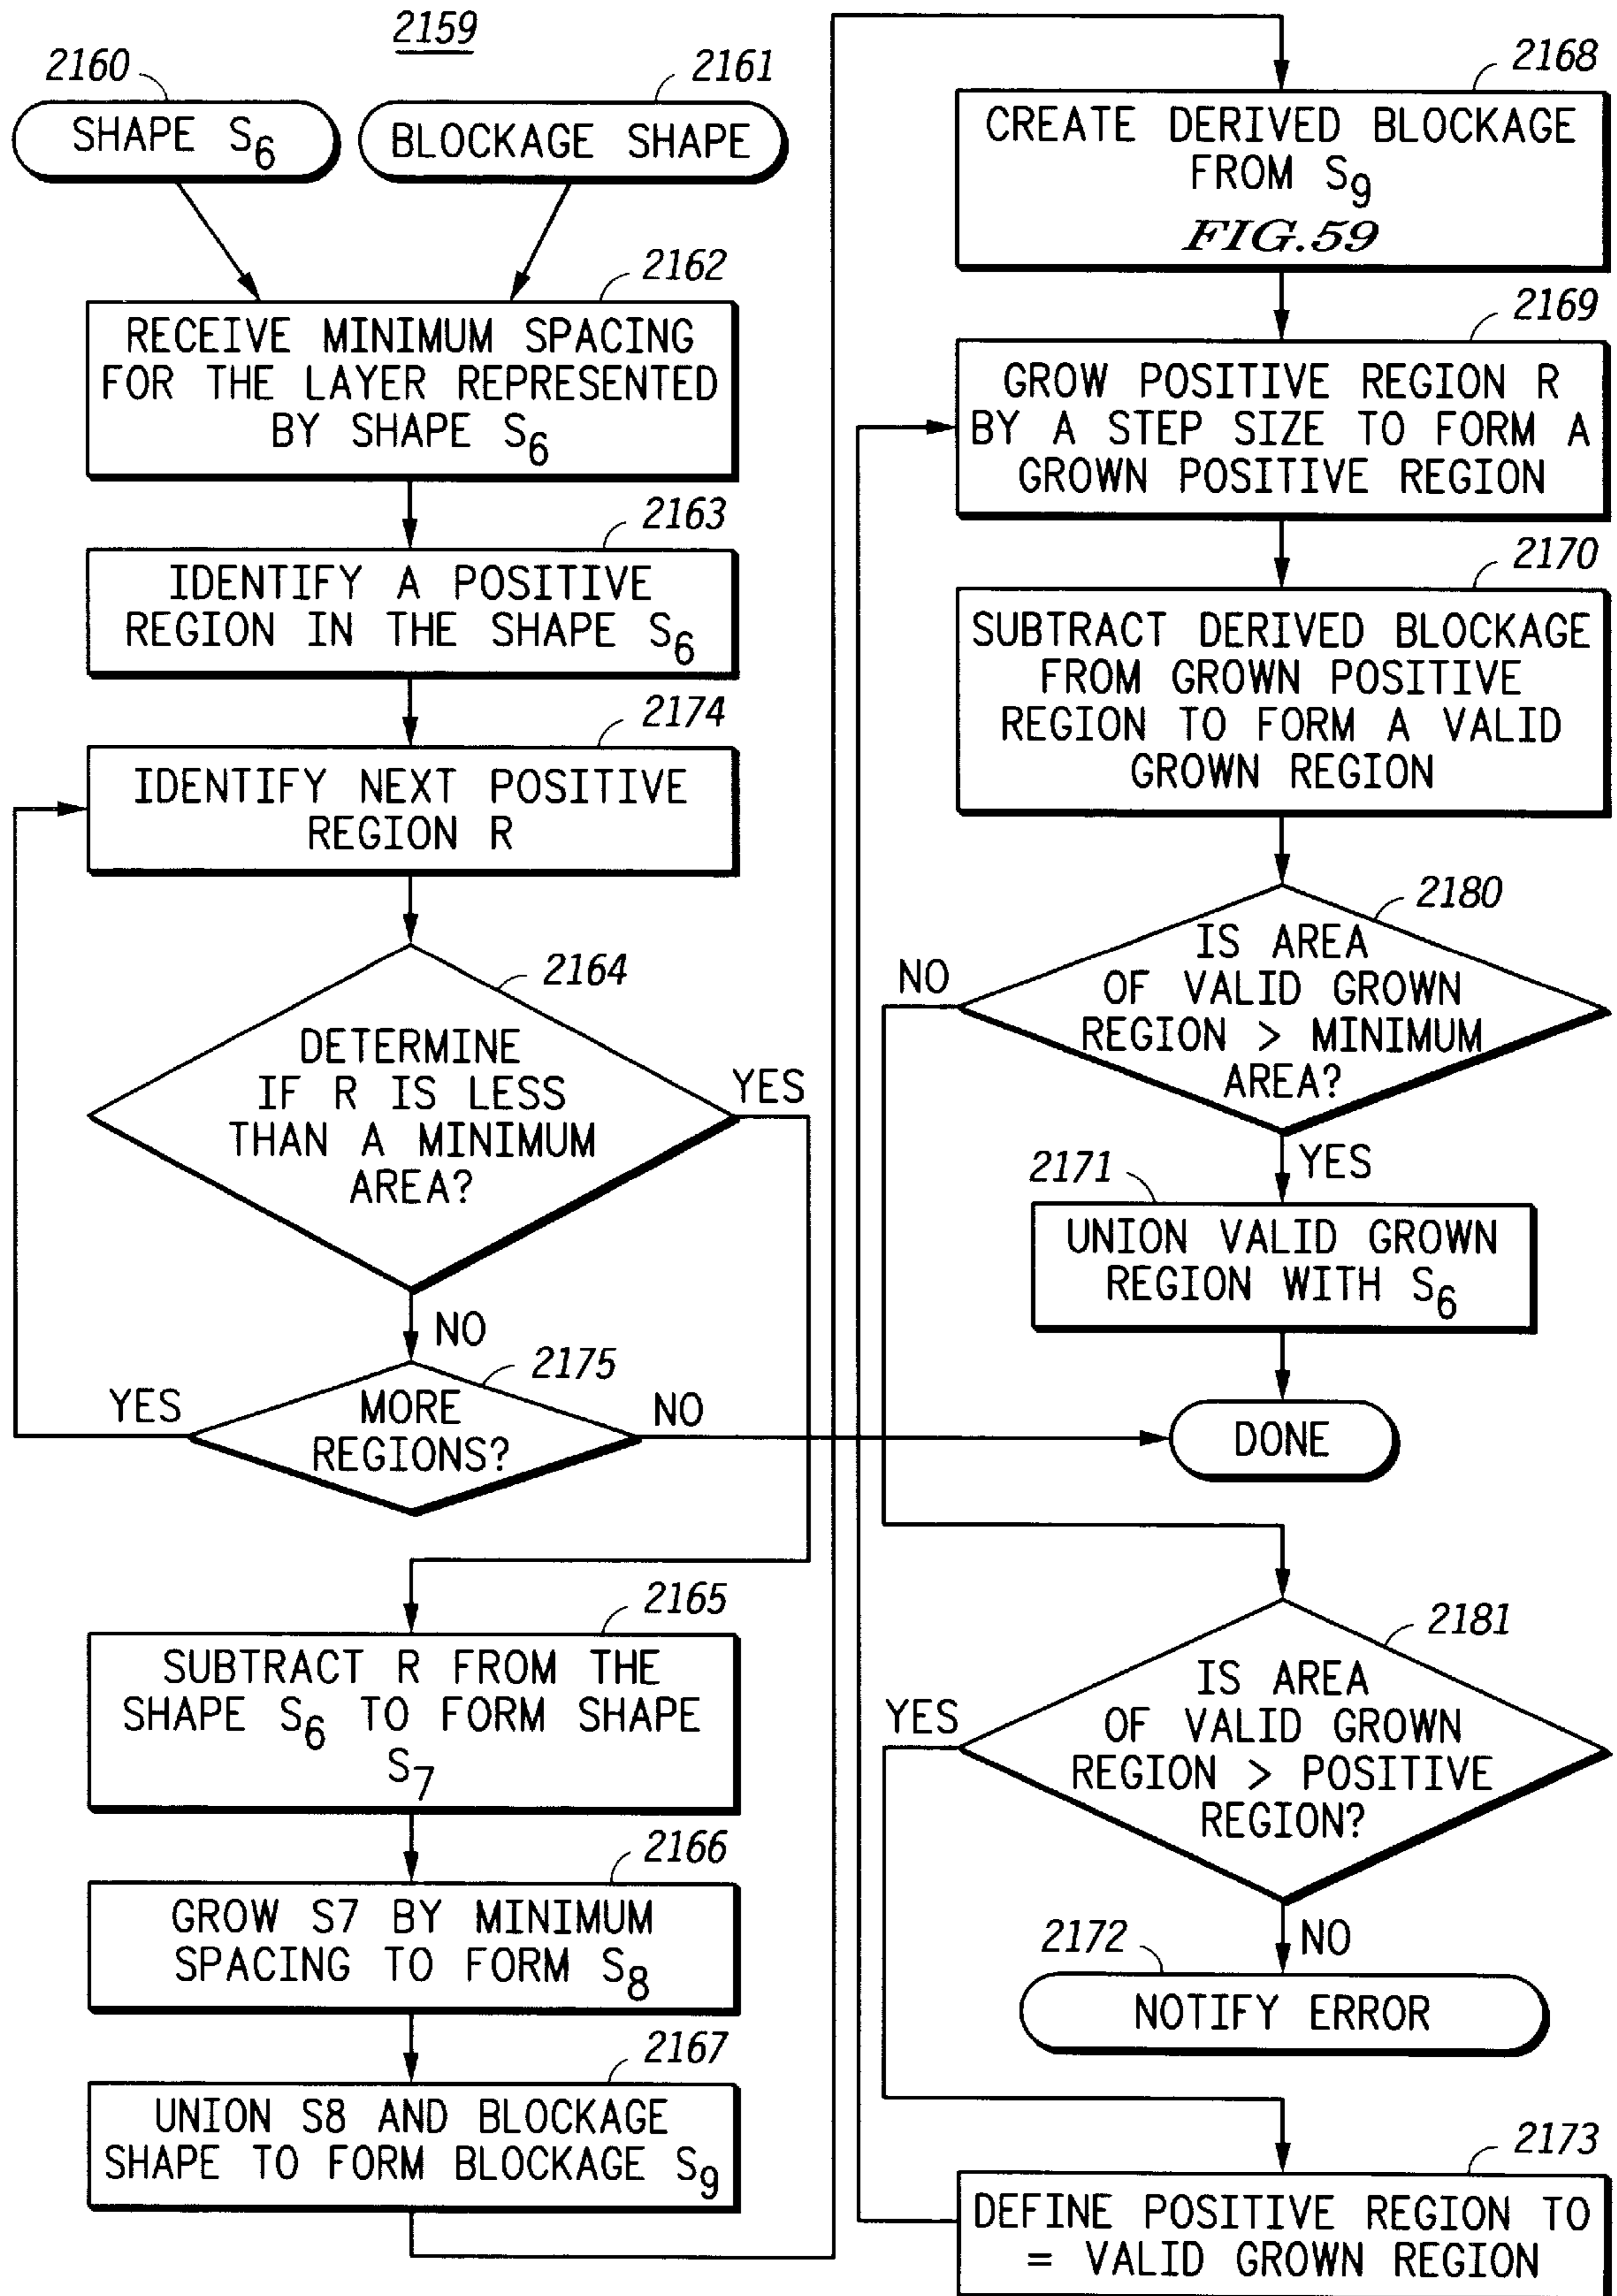 2159
2160
SHAPE S6
2161
BLOCKAGE SHAPE
2162
RECEIVE MINIMUM SPACING
FOR THE LAYER REPRESENTED
BY SHAPE S6
2163
IDENTIFY A POSITIVE
REGION IN THE SHAPE S6
2174
IDENTIFY NEXT POSITIVE
REGION R
2164
DETERMINE
IF R IS LESS
THAN A MINIMUM
AREA?
YES
NO
2175
MORE
REGIONS?
YES
NO
2165
SUBTRACT R FROM THE
SHAPE S6 TO FORM SHAPE
S7
2166
GROW S7 BY MINIMUM
SPACING TO FORM S8
2167
UNION S8 AND BLOCKAGE
SHAPE TO FORM BLOCKAGE S9
2168
CREATE DERIVED BLOCKAGE
FROM S9
FIG.59
2169
GROW POSITIVE REGION R
BY A STEP SIZE TO FORM A
GROWN POSITIVE REGION
2170
SUBTRACT DERIVED BLOCKAGE
FROM GROWN POSITIVE
REGION TO FORM A VALID
GROWN REGION
2180
IS AREA
OF VALID GROWN
REGION > MINIMUM
AREA?
NO
YES
2171
UNION VALID GROWN
REGION WITH S6
DONE
2181
IS AREA
OF VALID GROWN
REGION > POSITIVE
REGION?
YES
NO
2172
NOTIFY ERROR
2173
DEFINE POSITIVE REGION TO
= VALID GROWN REGION